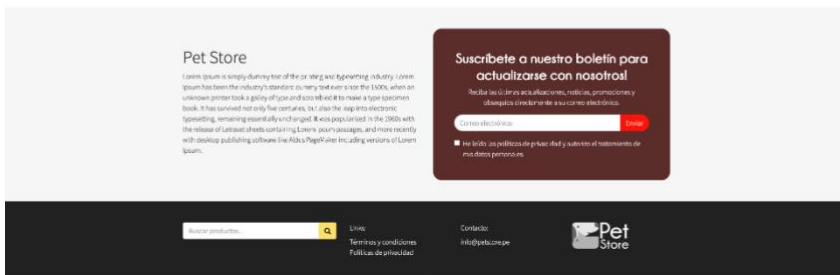 Pet Store
Lorem Ipsum is simply dummy text of the printing and typesetting industry. Lorem
Ipsum has been the industry's standard dummy text ever since the 1500s, when an
unknown printer took a galley of type and scrambled it to make a type specimen
book. It has survived not only five centuries, but also the leap into electronic
typesetting, remaining essentially unchanged. It was popularised in the 1960s with
the release of Letraset sheets containing Lorem Ipsum passages, and more recently
with desktop publishing software like Aldus PageMaker including versions of Lorem
Ipsum.
Suscríbete a nuestro boletín para
actualizarse con nosotros!
Reciba las últimas actualizaciones, noticias, promociones y
obsequios directamente a su correo electrónico.
Correo electrónico
Enviar
He leído las políticas de privacidad y autorizo el tratamiento de
mis datos personales.
Buscar productos...
Links:
Términos y condiciones
Políticas de privacidad
Contacto:
info@petstore.pe
Pet
Store